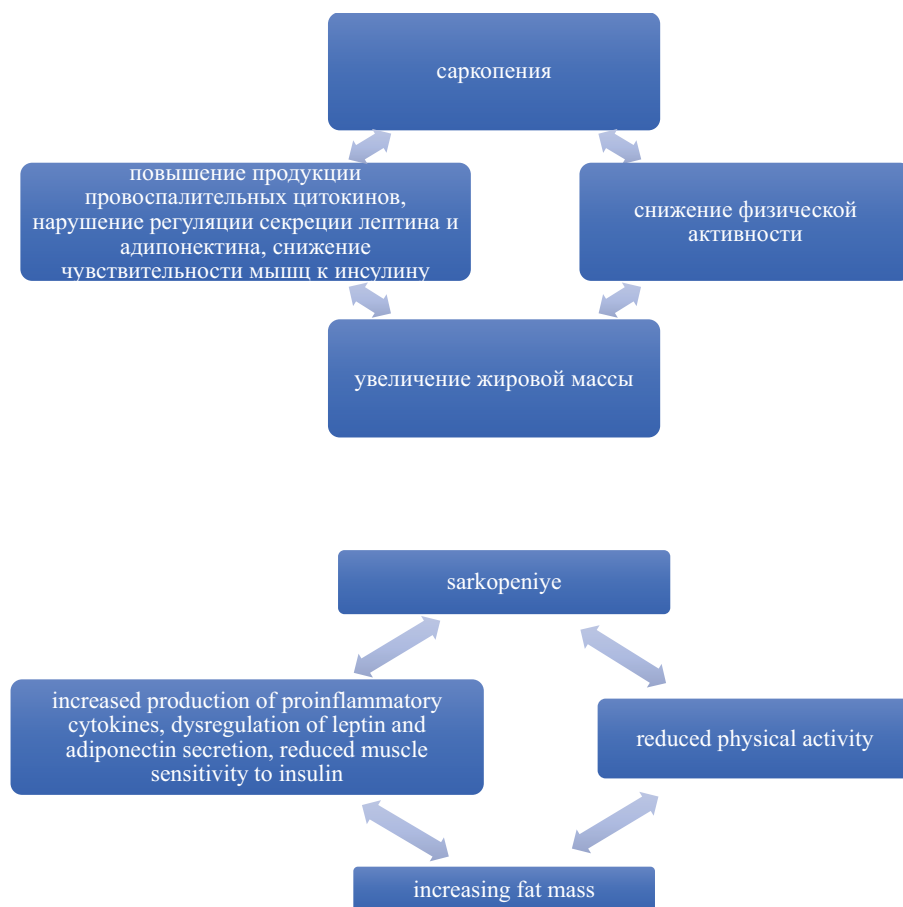 саркопения
повышение продукции
провоспалительных цитокинов,
нарушение регуляции секреции лептина и
адипонектина, снижение
чувствительности мышц к инсулину
снижение физической
активности
увеличение жировой массы
sarkopeniye
increased production of proinflammatory
cytokines, dysregulation of leptin and
adiponectin secretion, reduced muscle
sensitivity to insulin
reduced physical activity
increasing fat mass